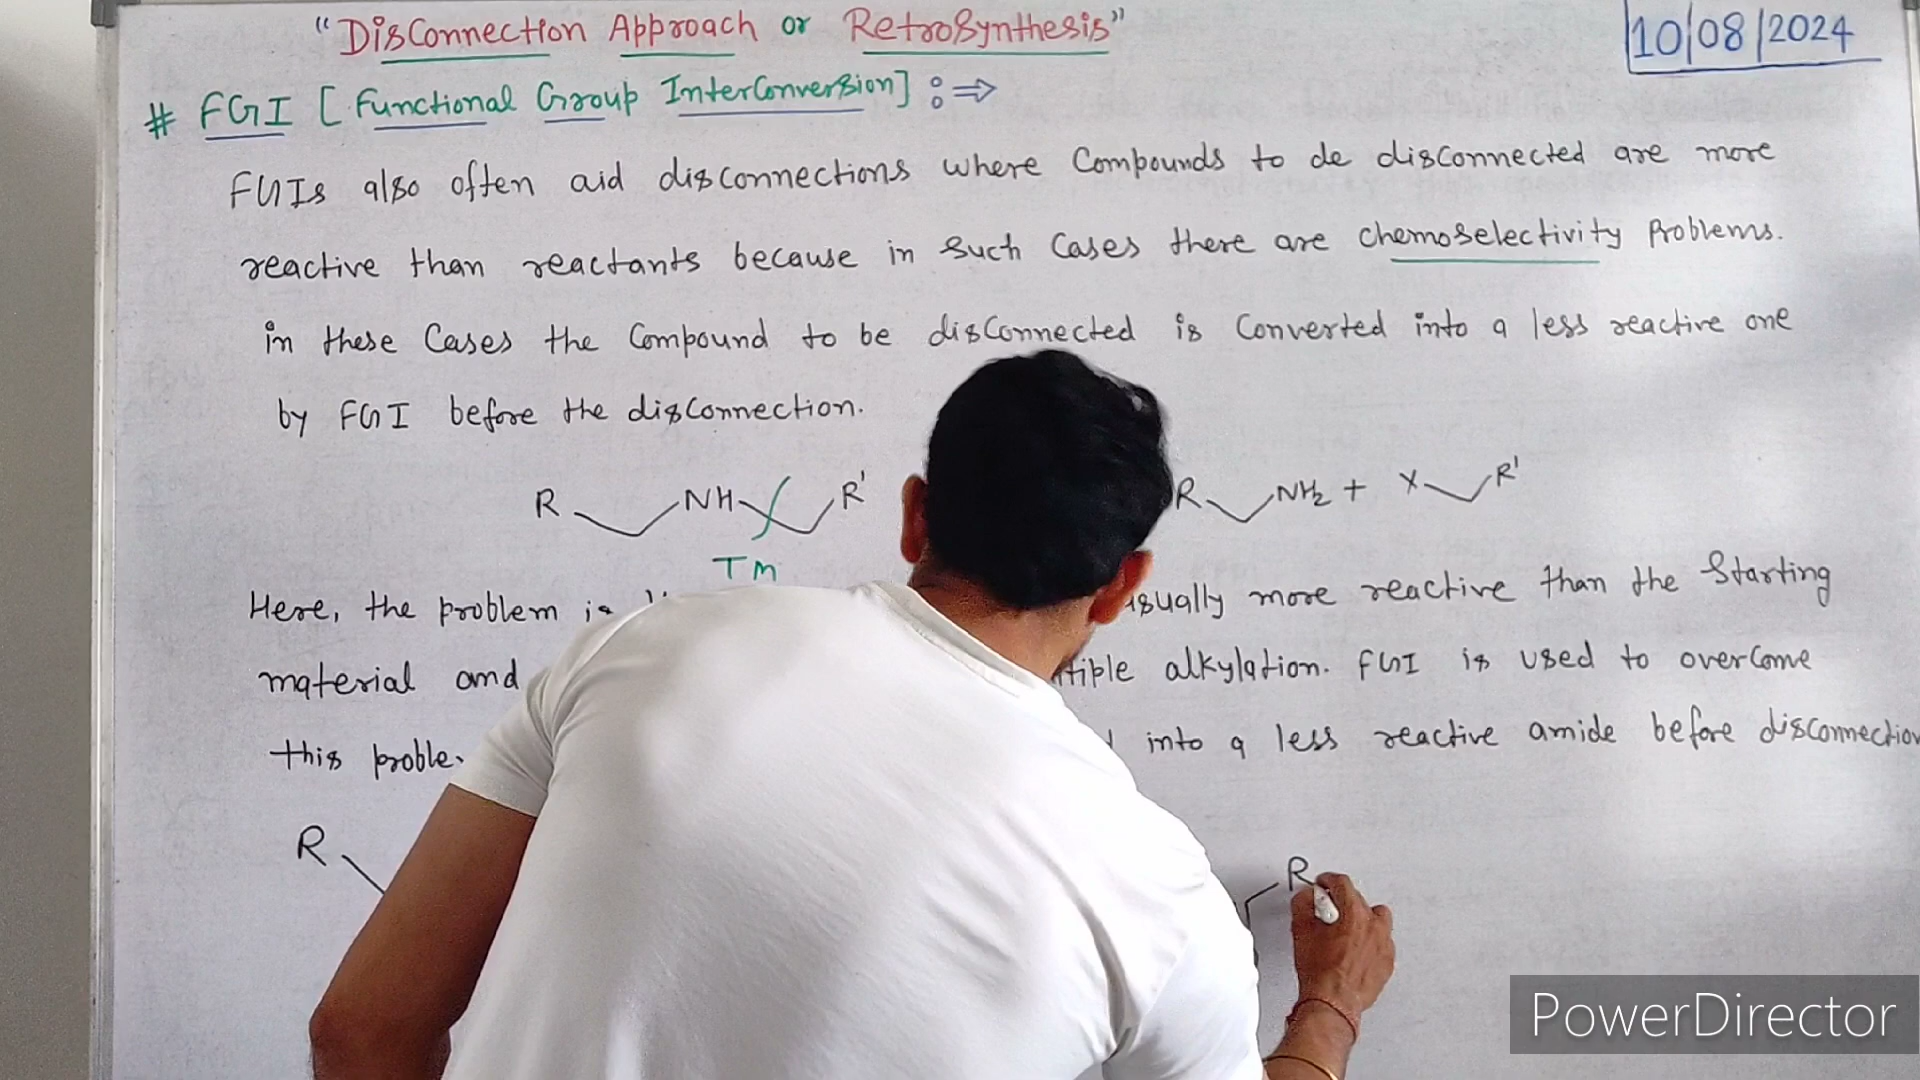 "Disconnection Approach or Retrosynthesis"
10/08/2024
# FGI [Functional Group InterConversion] :⇒
FGIs also often aid disconnections where Compounds to de disconnected are more
reactive than reactants because in such Cases there are chemoselectivity Problems.
in these Cases the Compound to be disconnected is Converted into a less reactive one
by FGI before the disconnection.
R NH R' R NH2 + X R'
TM
Here, the problem is usually more reactive than the Starting
material and alkylation. FGI is used to overcome
this into a less reactive amide before disconnection
R R
PowerDirector